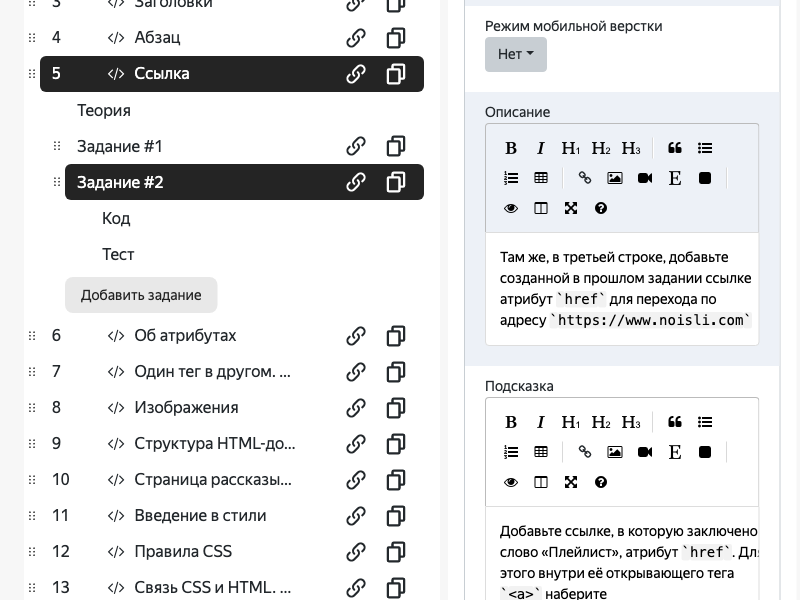 3 </> Заголовки
4 </> Абзац
5 </> Ссылка
Теория
Задание #1
Задание #2
Код
Тест
Добавить задание
6 </> Об атрибутах
7 </> Один тег в другом. ...
8 </> Изображения
9 </> Структура HTML-до...
10 </> Страница рассказы...
11 </> Введение в стили
12 </> Правила CSS
13 </> Связь CSS и HTML. ...
Режим мобильной верстки
Нет
Описание
B I H1 H2 H3
E
Там же, в третьей строке, добавьте
созданной в прошлом задании ссылке
атрибут `href` для перехода по
адресу `https://www.noisli.com`
Подсказка
B I H1 H2 H3
E
Добавьте ссылке, в которую заключено
слово «Плейлист», атрибут `href`. Для
этого внутри её открывающего тега
`<a>` наберите